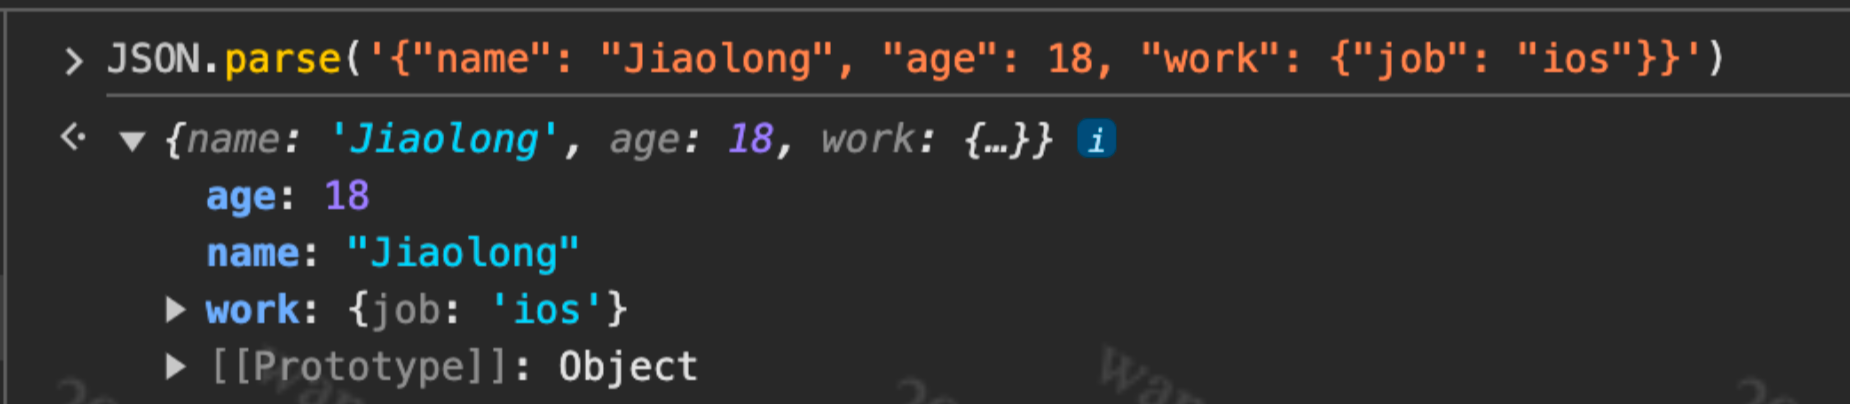 > JSON.parse('{"name": "Jiaolong", "age": 18, "work": {"job": "ios"}}')
{name: 'Jiaolong', age: 18, work: {…}} i
age: 18
name: "Jiaolong"
work: {job: 'ios'}
[[Prototype]]: Object